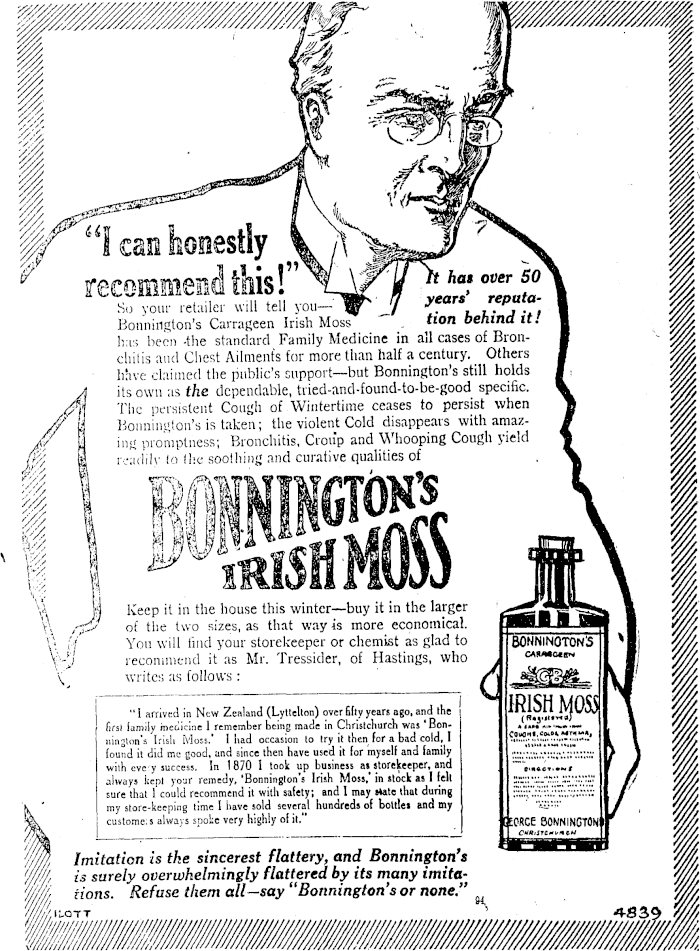 "I can honestly
recommend this!"
It has over 50
years' reputa-
tion behind it!
So your retailer will tell you—
Bonnington's Carrageen Irish Moss
has been the standard Family Medicine in all cases of Bron-
chitis and Chest Ailments for more than half a century. Others
have claimed the public's support—but Bonnington's still holds
its own as the dependable, tried-and-found-to-be-good specific.
The persistent Cough of Wintertime ceases to persist when
Bonnington's is taken; the violent Cold disappears with amaz-
ing promptness; Bronchitis, Croup and Whooping Cough yield
readily to the soothing and curative qualities of
BONNINGTON'S
IRISH MOSS
Keep it in the house this winter—buy it in the larger
of the two sizes, as that way is more economical.
You will find your storekeeper or chemist as glad to
recommend it as Mr. Tressider, of Hastings, who
writes as follows:
"I arrived in New Zealand (Lyttelton) over fifty years ago, and the
first family medicine I remember being made in Christchurch was 'Bon-
nington's Irish Moss.' I had occasion to try it then for a bad cold, I
found it did me good, and since then have used it for myself and family
with every success. In 1870 I took up business as storekeeper, and
always kept your remedy, 'Bonnington's Irish Moss,' in stock as I felt
sure that I could recommend it with safety; and I may state that during
my store-keeping time I have sold several hundreds of bottles and my
customers always spoke very highly of it."
BONNINGTON'S
CARRAGEEN
GB
IRISH MOSS
(Registered)
COUGHS, COLDS, ASTHMA,
DIRECTIONS
GEORGE BONNINGTON
CHRISTCHURCH
Imitation is the sincerest flattery, and Bonnington's
is surely overwhelmingly flattered by its many imita-
tions. Refuse them all—say "Bonnington's or none."
ILOTT
94
4839